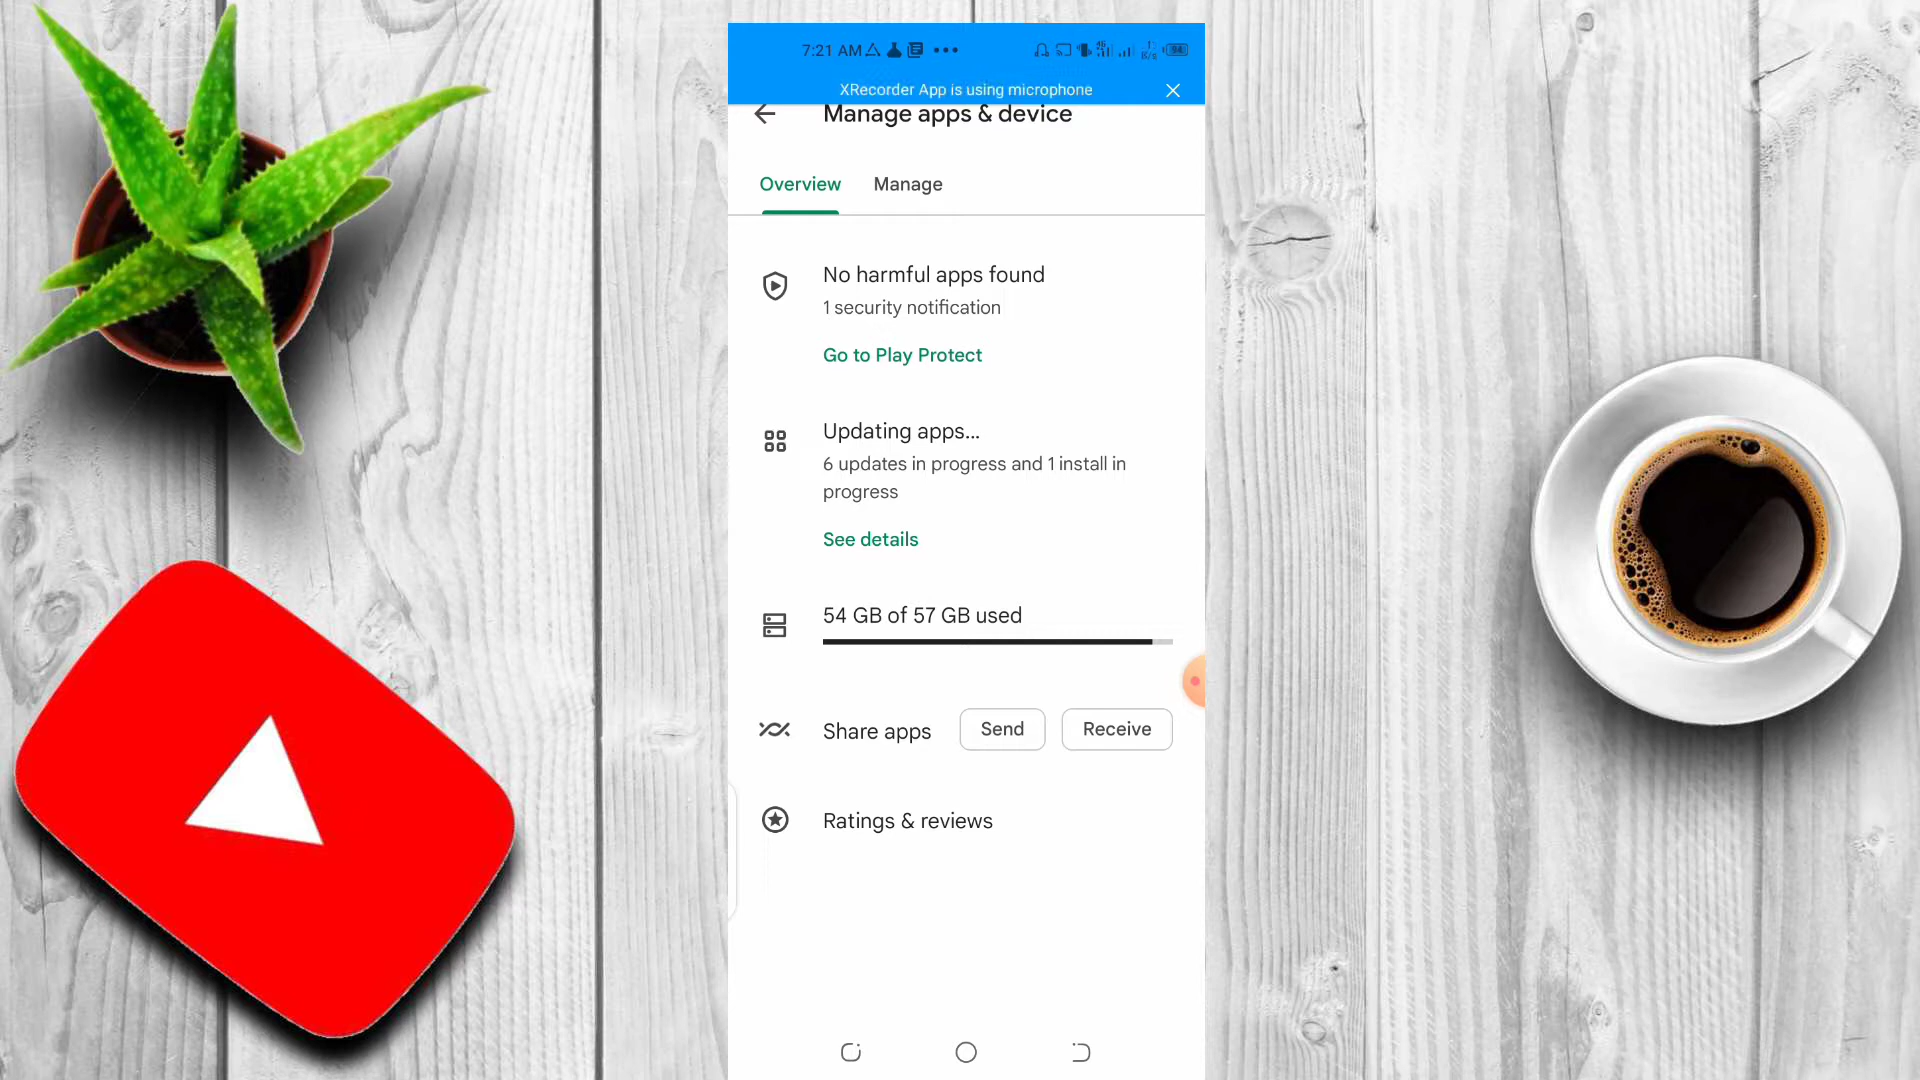 7:21 AM
XRecorder App is using microphone
Manage apps & device
Overview Manage
No harmful apps found
1 security notification
Go to Play Protect
Updating apps...
6 updates in progress and 1 install in
progress
See details
54 GB of 57 GB used
Share apps Send Receive
Ratings & reviews